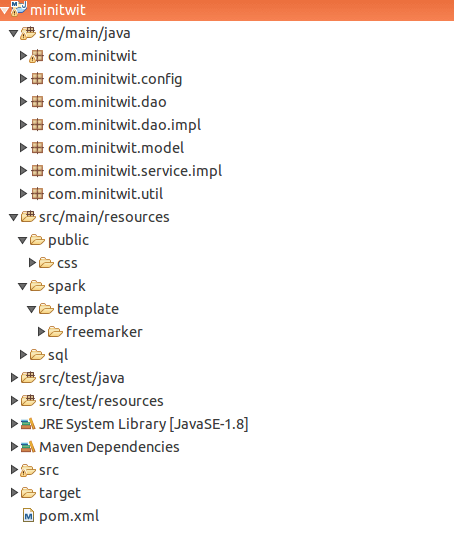 minitwit
src/main/java
com.minitwit
com.minitwit.config
com.minitwit.dao
com.minitwit.dao.impl
com.minitwit.model
com.minitwit.service.impl
com.minitwit.util
src/main/resources
public
css
spark
template
freemarker
sql
src/test/java
src/test/resources
JRE System Library [JavaSE-1.8]
Maven Dependencies
src
target
pom.xml